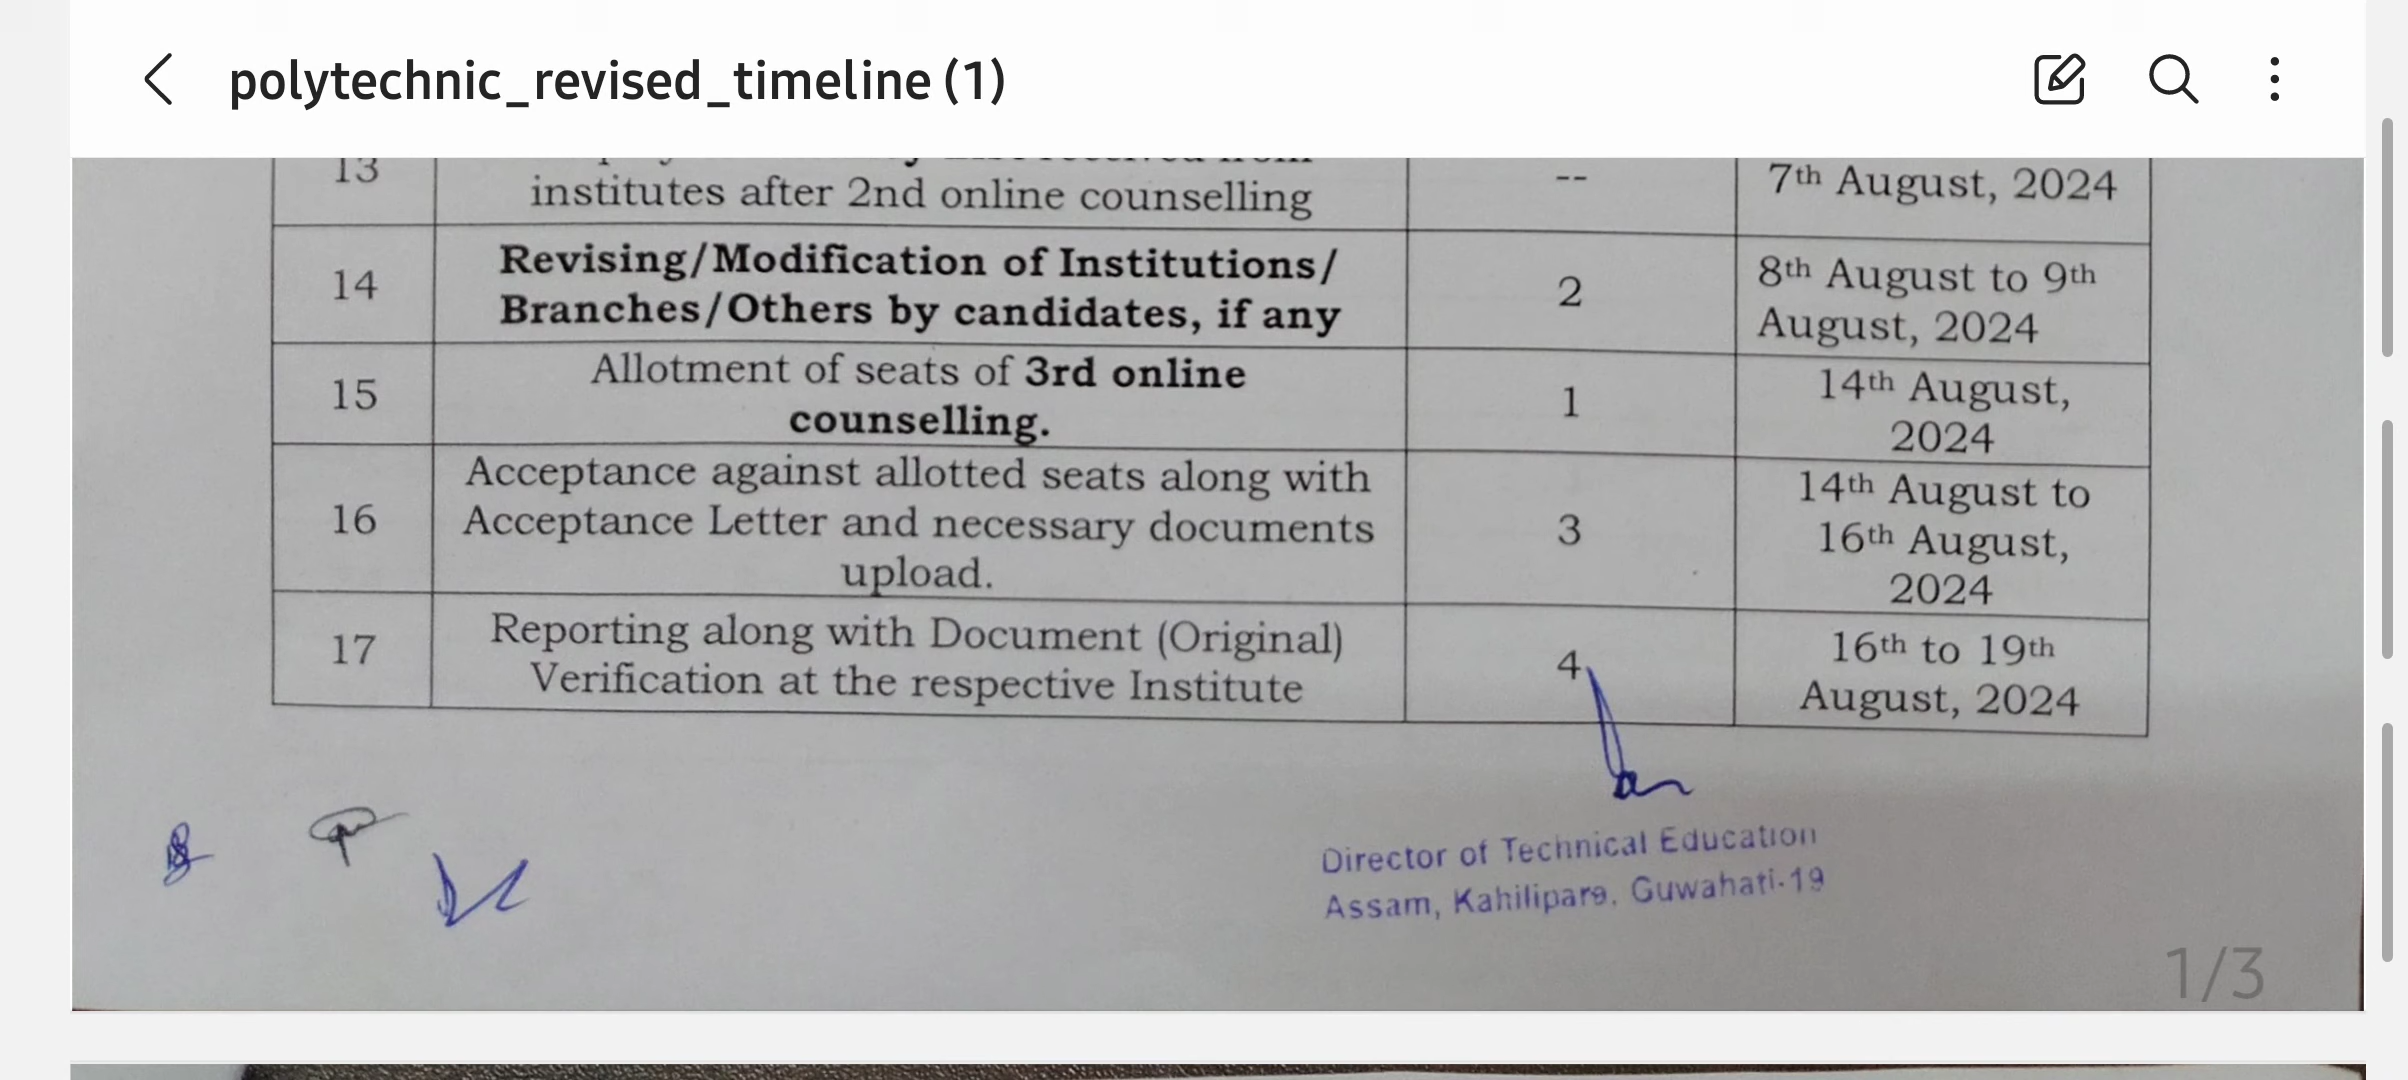 polytechnic_revised_timeline (1)
13
institutes after 2nd online counselling
--
7th August, 2024
14
Revising/Modification of Institutions/
Branches/Others by candidates, if any
2
8th August to 9th
August, 2024
15
Allotment of seats of 3rd online
counselling.
1
14th August,
2024
16
Acceptance against allotted seats along with
Acceptance Letter and necessary documents
upload.
3
14th August to
16th August,
2024
17
Reporting along with Document (Original)
Verification at the respective Institute
4
16th to 19th
August, 2024
Director of Technical Education
Assam, Kahilipara, Guwahati-19
1/3